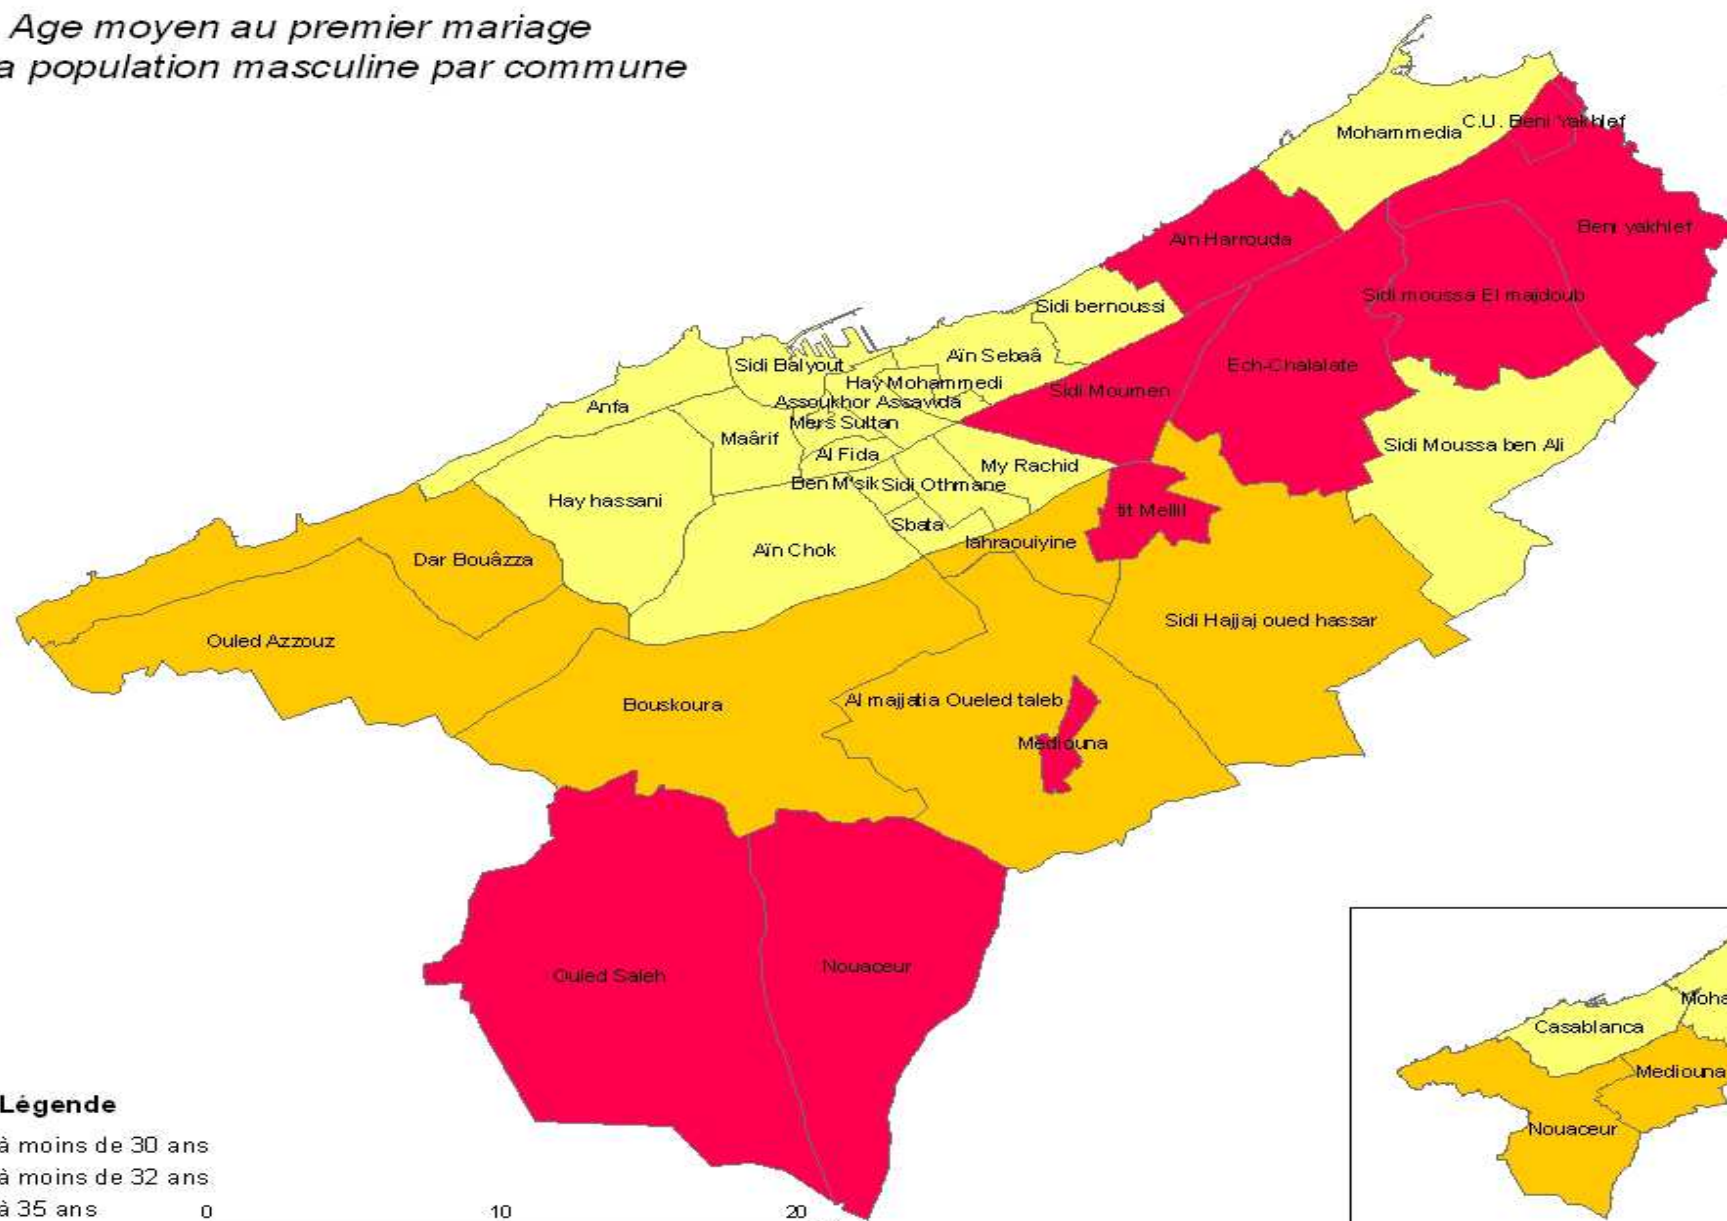 Age moyen au premier mariage
a population masculine par commune
C.U. Beni Yakhlef
Mohammedia
Beni yakhlef
Aïn Harrouda
Sidi moussa El majdoub
Sidi bernoussi
Aïn Sebaâ
Sidi Balyout
Ech-Chalalate
Hay Mohammedi
Sidi Moumen
Assoukhor Assawda
Anfa
Mers Sultan
Maârif
Sidi Moussa ben Ali
Al Fida
My Rachid
Ben M'sik
Sidi Othmane
Hay hassani
tit Mellil
Sbata
lahraouiyine
Aïn Chok
Dar Bouâzza
Sidi Hajjaj oued hassar
Ouled Azzouz
Al majjatia Oueled taleb
Bouskoura
Mediouna
Nouaceur
Ouled Saleh
Moha
Casablanca
Mediouna
Nouaceur
Légende
à moins de 30 ans
à moins de 32 ans
à 35 ans
0 10 20